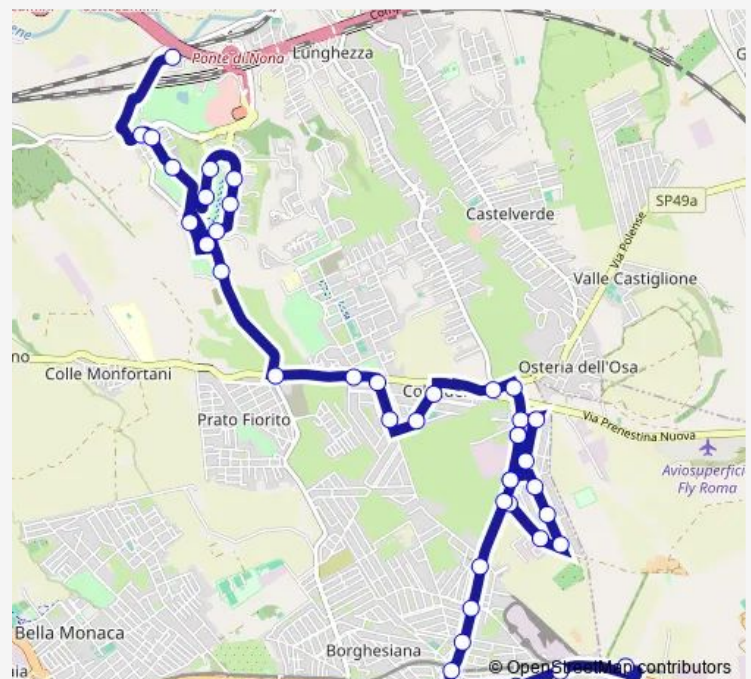 Ponte di Nona
Lunghezza
SP49a
Castelverde
Via Polense
Valle Castiglione
no
Colle Monfortani
Osteria dell'Osa
Prato Fiorito
Via Prenestina Nuova
Aviosuperfici
Fly Roma
Bella Monaca
Borghesiana
© OpenStreetMap contributors